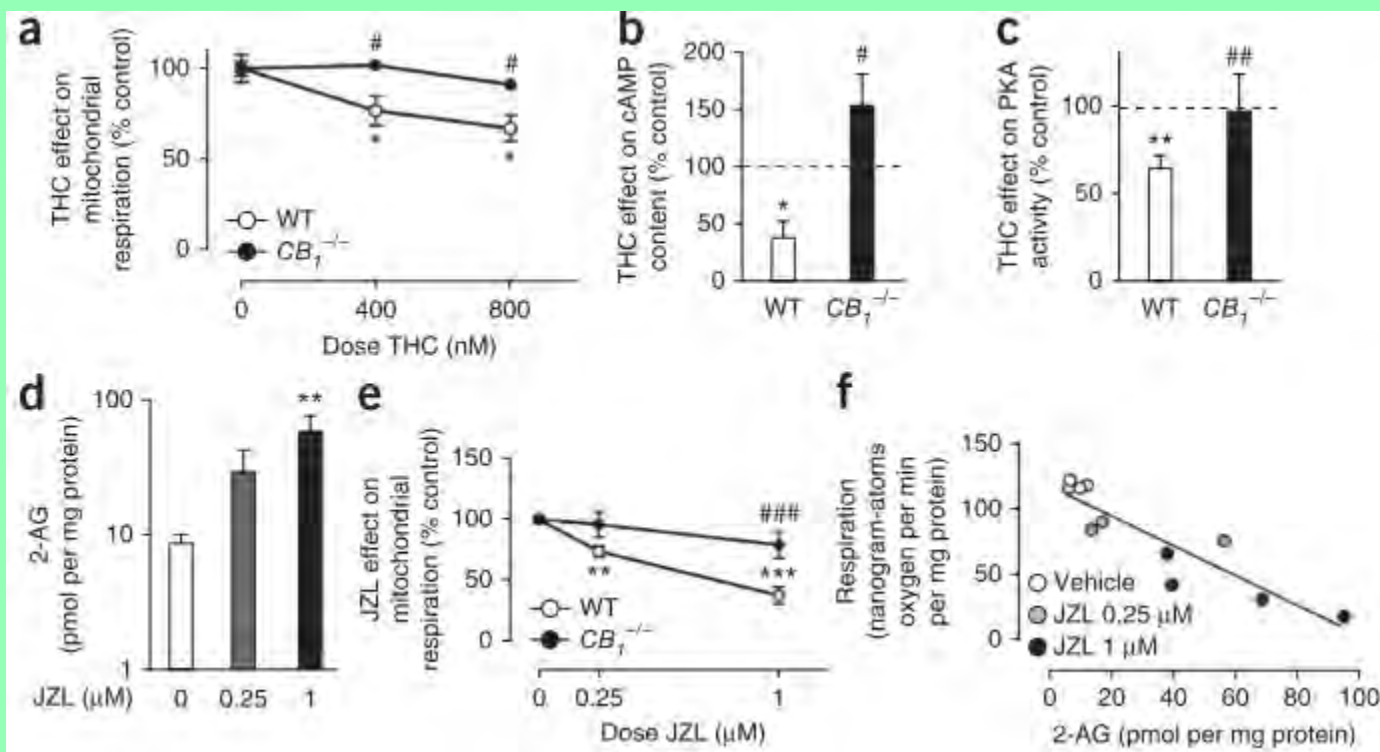 a
THC effect on
mitochondrial
respiration (% control)
100
50
0
#
#
*
*
WT
CB₁⁻/⁻
0 400 800
Dose THC (nM)
b
THC effect on cAMP
content (% control)
200
150
100
50
0
*
#
WT CB₁⁻/⁻
c
THC effect on PKA
activity (% control)
100
50
0
**
##
WT CB₁⁻/⁻
d
2-AG
(pmol per mg protein)
100
10
1
**
JZL (μM) 0 0.25 1
e
JZL effect on
mitochondrial
respiration (% control)
150
100
50
0
###
** ***
WT
CB₁⁻/⁻
0 0.25 1
Dose JZL (μM)
f
Respiration
(nanogram-atoms
oxygen per min
per mg protein)
150
100
50
0
Vehicle
JZL 0.25 μM
JZL 1 μM
0 20 40 60 80 100
2-AG (pmol per mg protein)